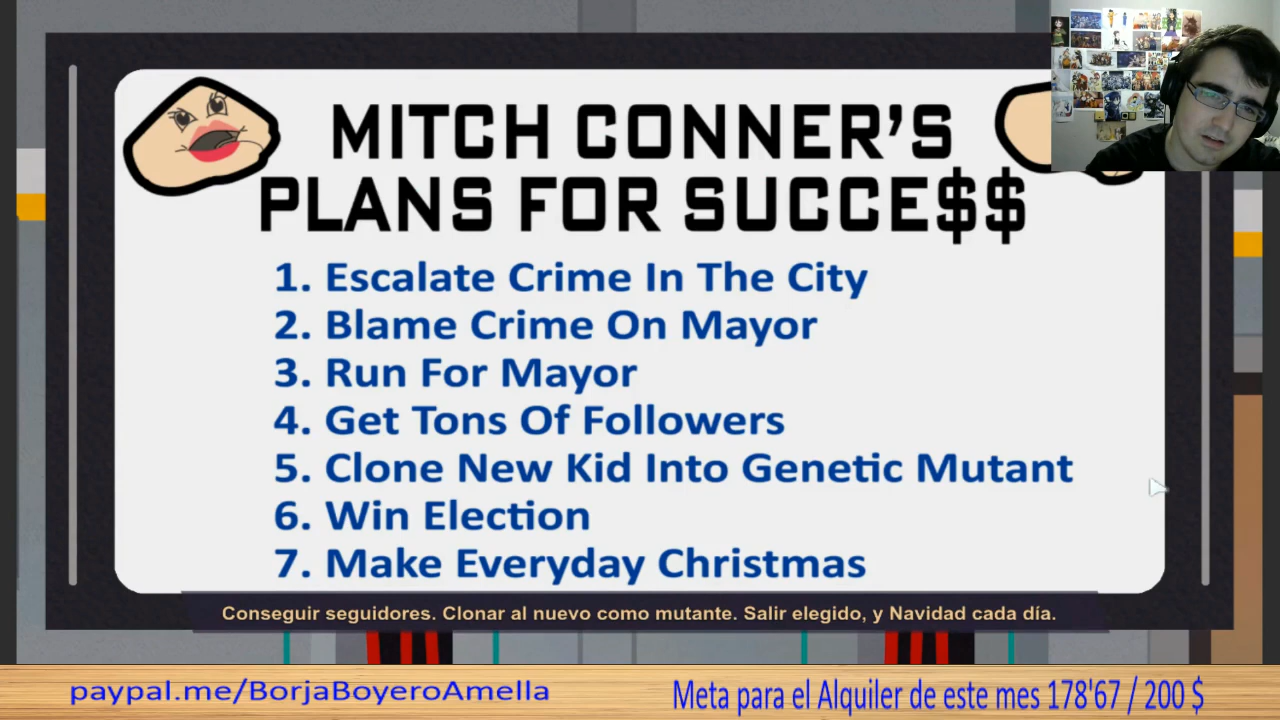 MITCH CONNER'S
PLANS FOR SUCCE$$
1. Escalate Crime In The City
2. Blame Crime On Mayor
3. Run For Mayor
4. Get Tons Of Followers
5. Clone New Kid Into Genetic Mutant
6. Win Election
7. Make Everyday Christmas
Conseguir seguidores. Clonar al nuevo como mutante. Salir elegido, y Navidad cada día.
paypal.me/BorjaBoyeroAmella
Meta para el Alquiler de este mes 178'67 / 200 $